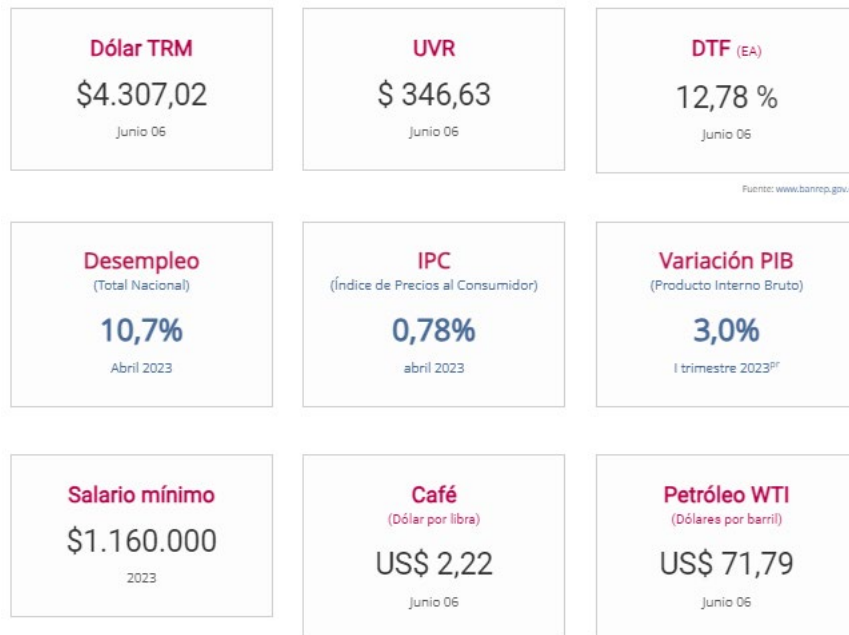 Dólar TRM
$4.307,02
Junio 06
UVR
$ 346,63
Junio 06
DTF (EA)
12,78 %
Junio 06
Fuente: www.banrep.gov.
Desempleo
(Total Nacional)
10,7%
Abril 2023
IPC
(Índice de Precios al Consumidor)
0,78%
abril 2023
Variación PIB
(Producto Interno Bruto)
3,0%
I trimestre 2023pr
Salario mínimo
$1.160.000
2023
Café
(Dólar por libra)
US$ 2,22
Junio 06
Petróleo WTI
(Dólares por barril)
US$ 71,79
Junio 06